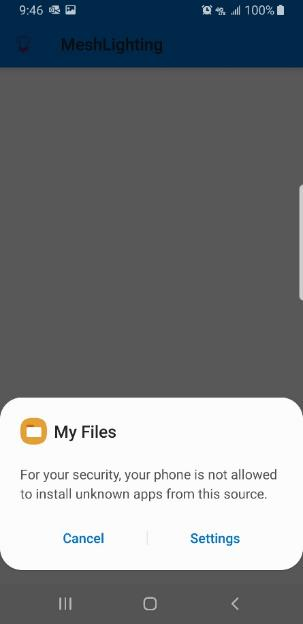 9:46 100%
MeshLighting
My Files
For your security, your phone is not allowed
to install unknown apps from this source.
Cancel Settings